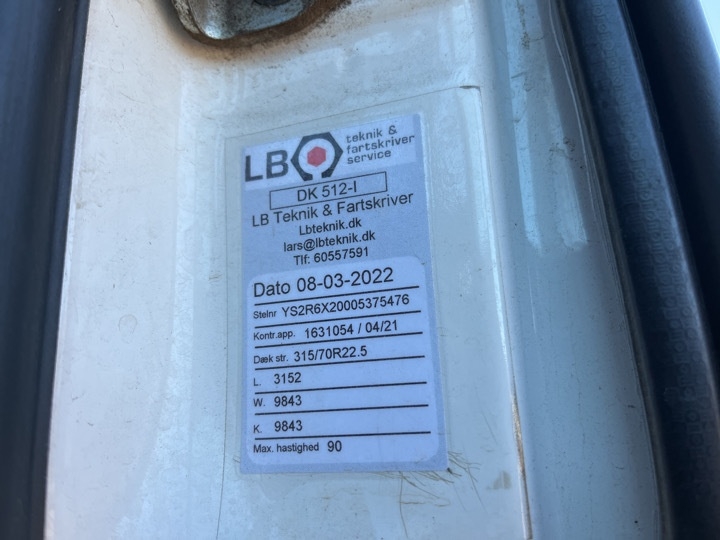 LB teknik &
fartskriver
service
DK 512-I
LB Teknik & Fartskriver
Lbteknik.dk
lars@lbteknik.dk
Tlf: 60557591
Dato 08-03-2022
Stelnr YS2R6X20005375476
Kontr.app. 1631054 / 04/21
Dæk str. 315/70R22.5
L. 3152
W. 9843
K. 9843
Max. hastighed 90